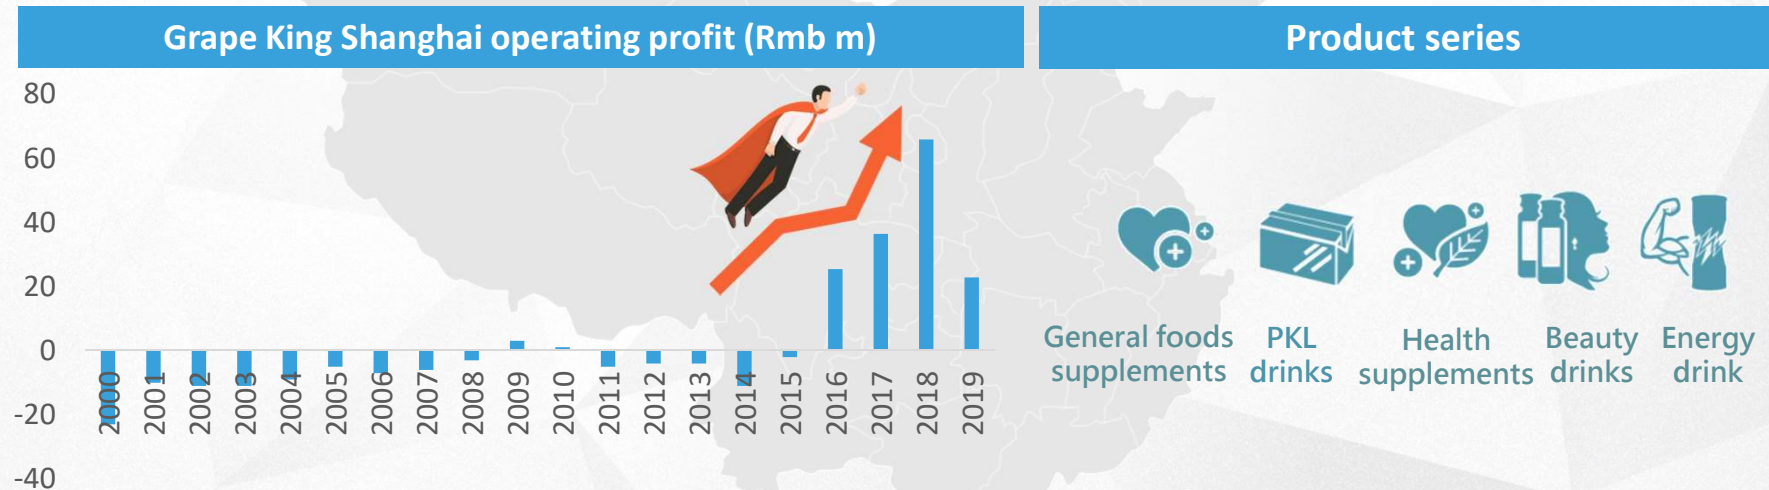 Grape King Shanghai operating profit (Rmb m)
80
60
40
20
0
-20
-40
2000
2001
2002
2003
2004
2005
2006
2007
2008
2009
2010
2011
2012
2013
2014
2015
2016
2017
2018
2019
Product series
General foods
supplements
PKL
drinks
Health
supplements
Beauty
drinks
Energy
drink